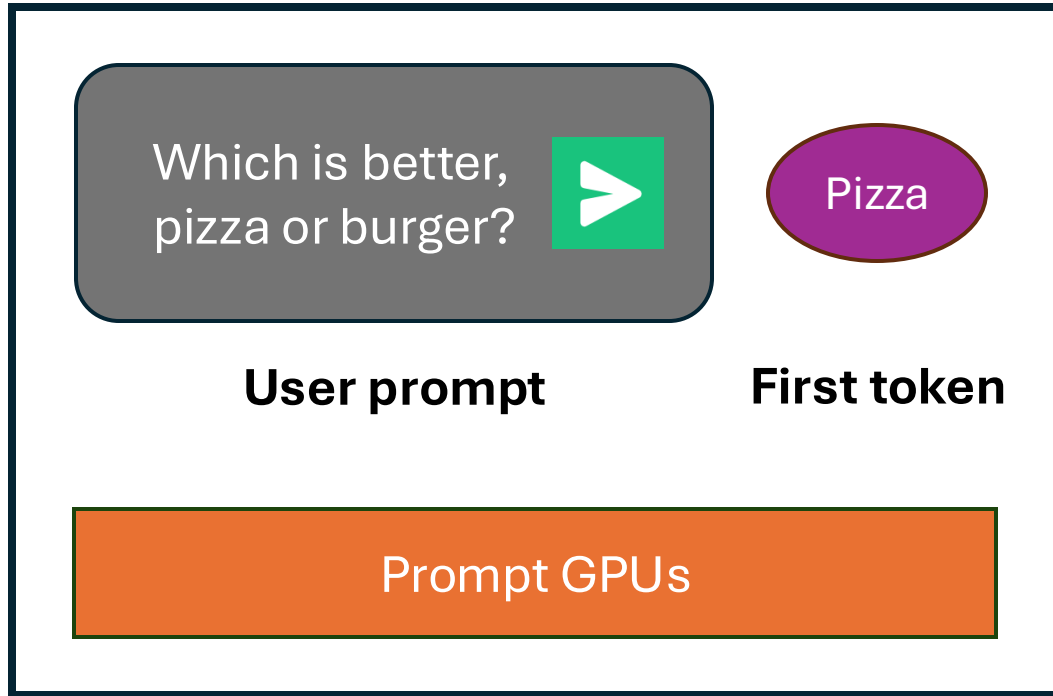 Which is better,
pizza or burger?
Pizza
User prompt
First token
Prompt GPUs